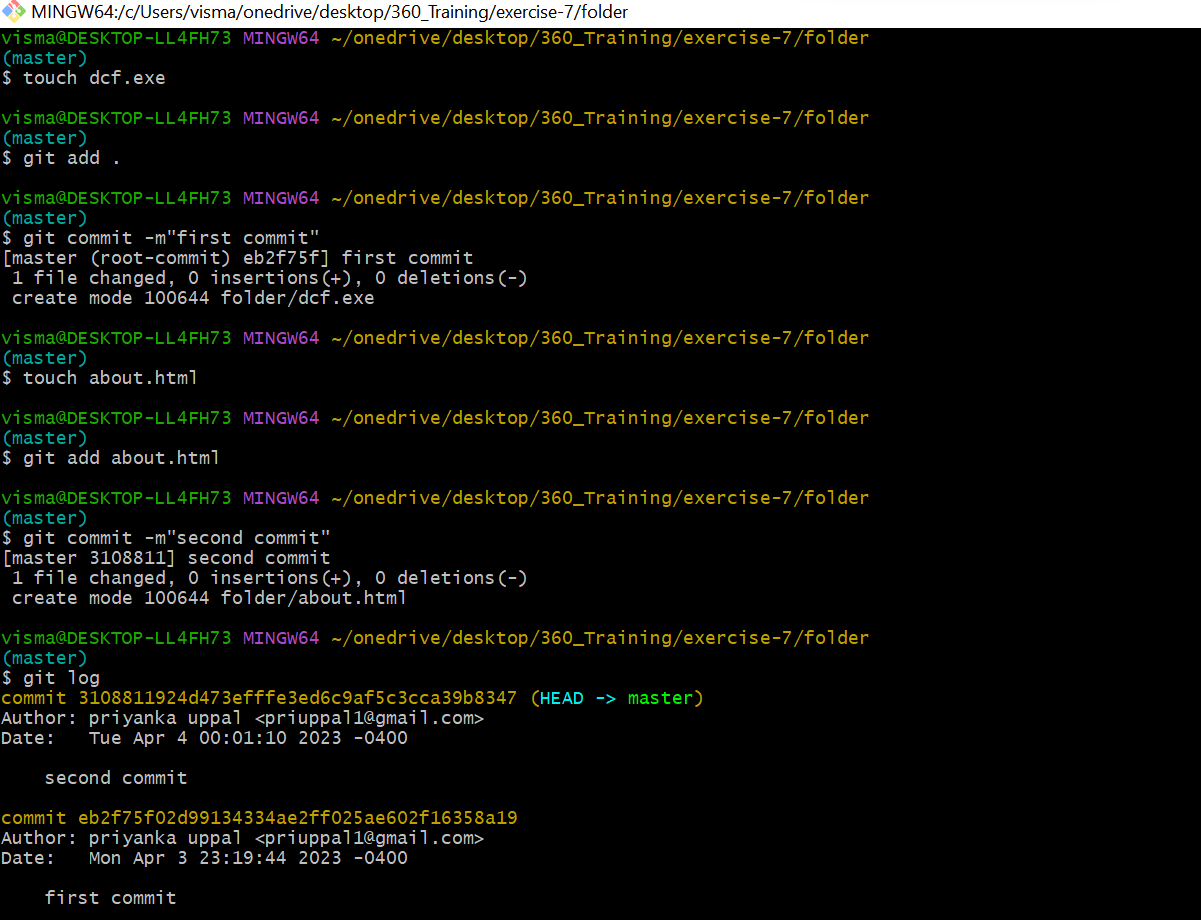 MINGW64:/c/Users/visma/onedrive/desktop/360_Training/exercise-7/folder
visma@DESKTOP-LL4FH73 MINGW64 ~/onedrive/desktop/360_Training/exercise-7/folder
(master)
$ touch dcf.exe
visma@DESKTOP-LL4FH73 MINGW64 ~/onedrive/desktop/360_Training/exercise-7/folder
(master)
$ git add .
visma@DESKTOP-LL4FH73 MINGW64 ~/onedrive/desktop/360_Training/exercise-7/folder
(master)
$ git commit -m"first commit"
[master (root-commit) eb2f75f] first commit
 1 file changed, 0 insertions(+), 0 deletions(-)
 create mode 100644 folder/dcf.exe
visma@DESKTOP-LL4FH73 MINGW64 ~/onedrive/desktop/360_Training/exercise-7/folder
(master)
$ touch about.html
visma@DESKTOP-LL4FH73 MINGW64 ~/onedrive/desktop/360_Training/exercise-7/folder
(master)
$ git add about.html
visma@DESKTOP-LL4FH73 MINGW64 ~/onedrive/desktop/360_Training/exercise-7/folder
(master)
$ git commit -m"second commit"
[master 3108811] second commit
 1 file changed, 0 insertions(+), 0 deletions(-)
 create mode 100644 folder/about.html
visma@DESKTOP-LL4FH73 MINGW64 ~/onedrive/desktop/360_Training/exercise-7/folder
(master)
$ git log
commit 3108811924d473efffe3ed6c9af5c3cca39b8347 (HEAD -> master)
Author: priyanka uppal <priuppal1@gmail.com>
Date:   Tue Apr 4 00:01:10 2023 -0400
    second commit
commit eb2f75f02d99134334ae2ff025ae602f16358a19
Author: priyanka uppal <priuppal1@gmail.com>
Date:   Mon Apr 3 23:19:44 2023 -0400
    first commit